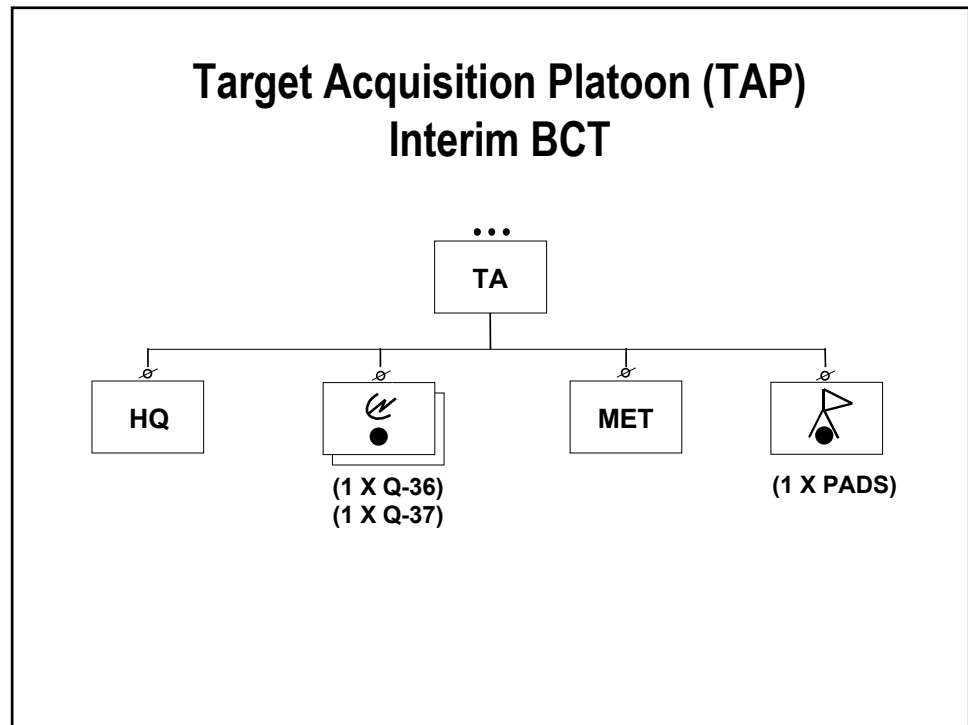 Target Acquisition Platoon (TAP)
Interim BCT
TA
HQ
MET
(1 X Q-36)
(1 X Q-37)
(1 X PADS)